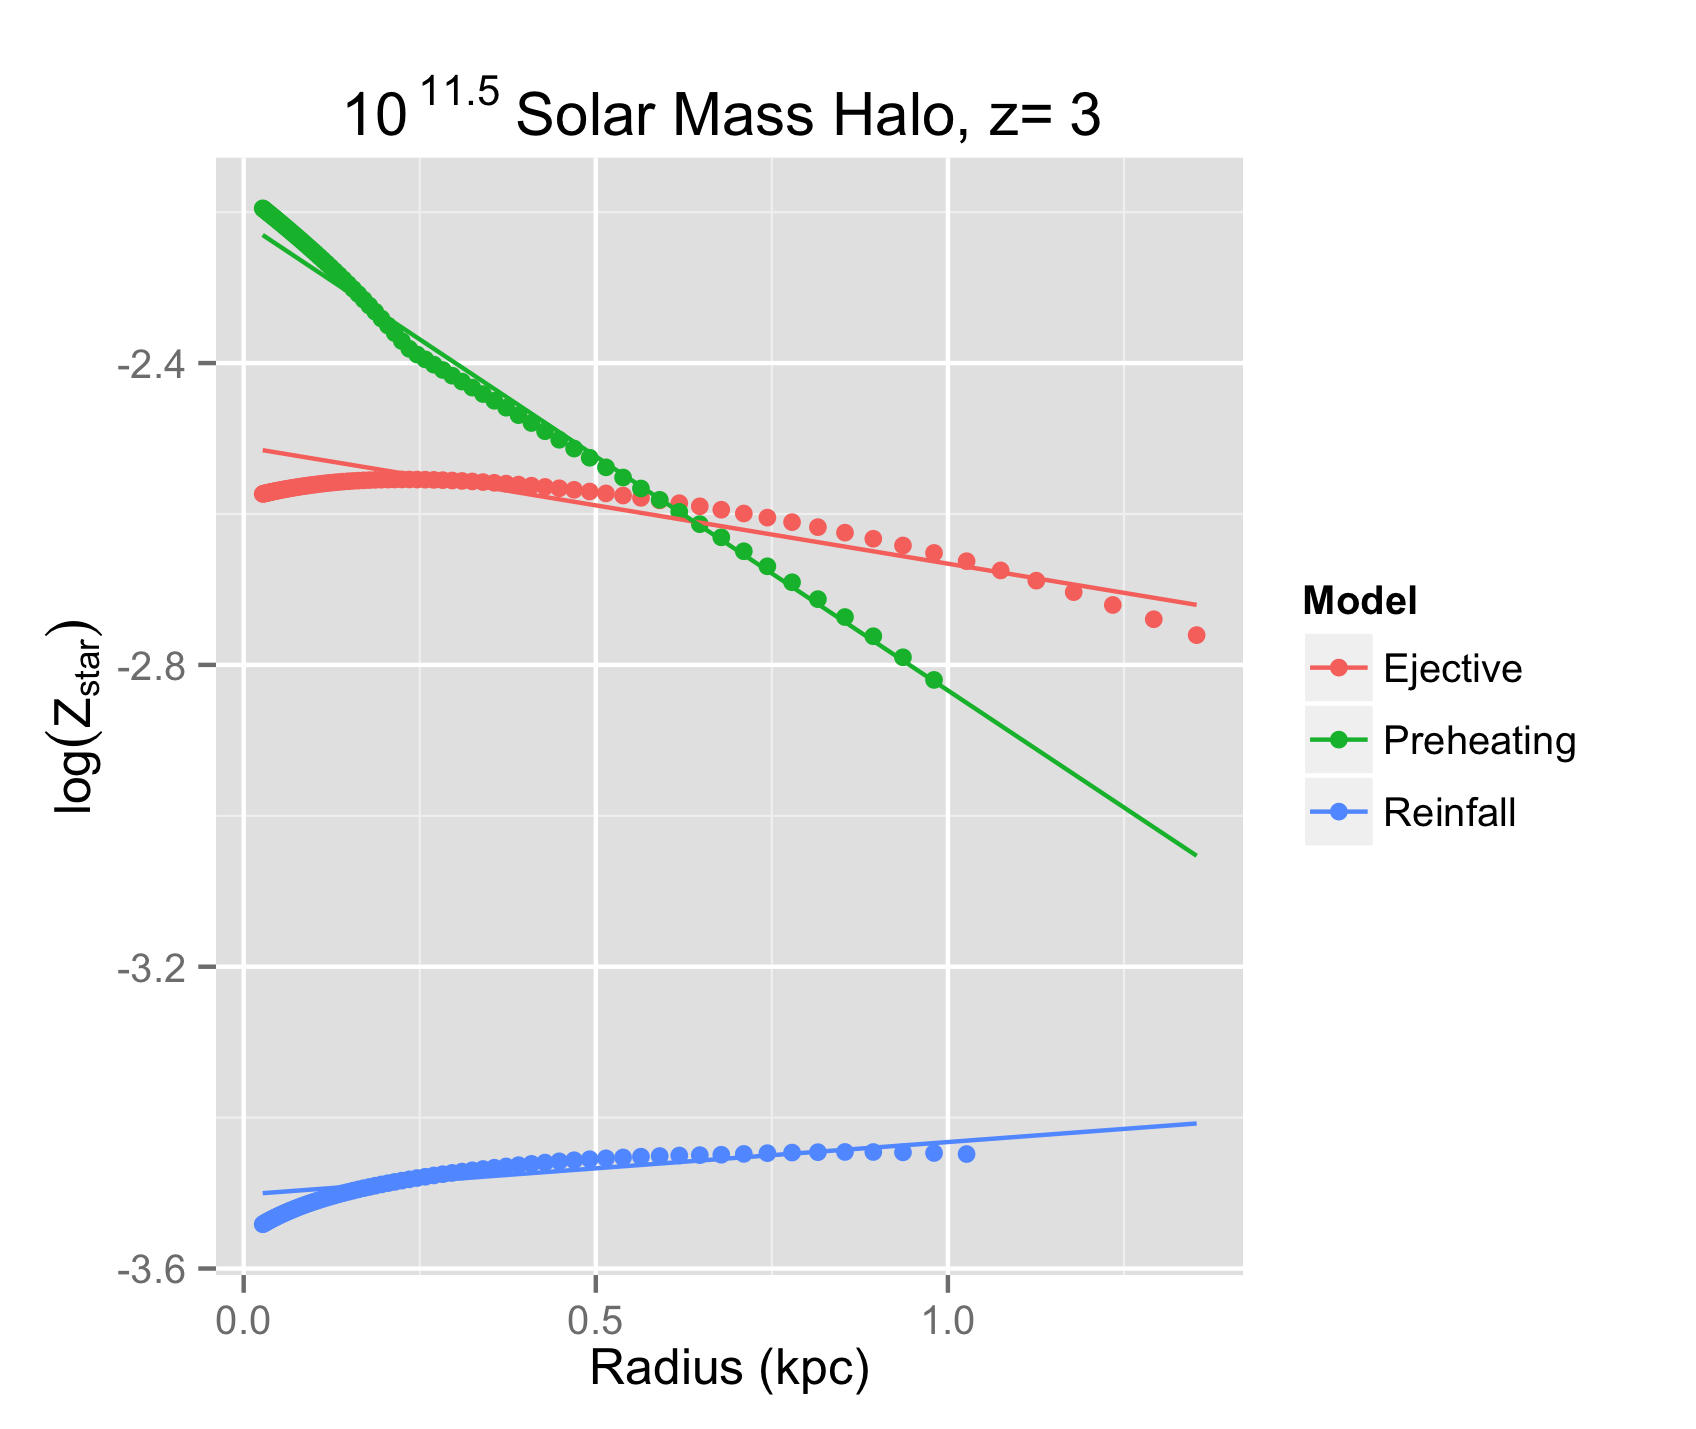 10^11.5 Solar Mass Halo, z= 3
-2.4
-2.8
-3.2
-3.6
log(Z_star)
0.0 0.5 1.0
Radius (kpc)
Model
Ejective
Preheating
Reinfall